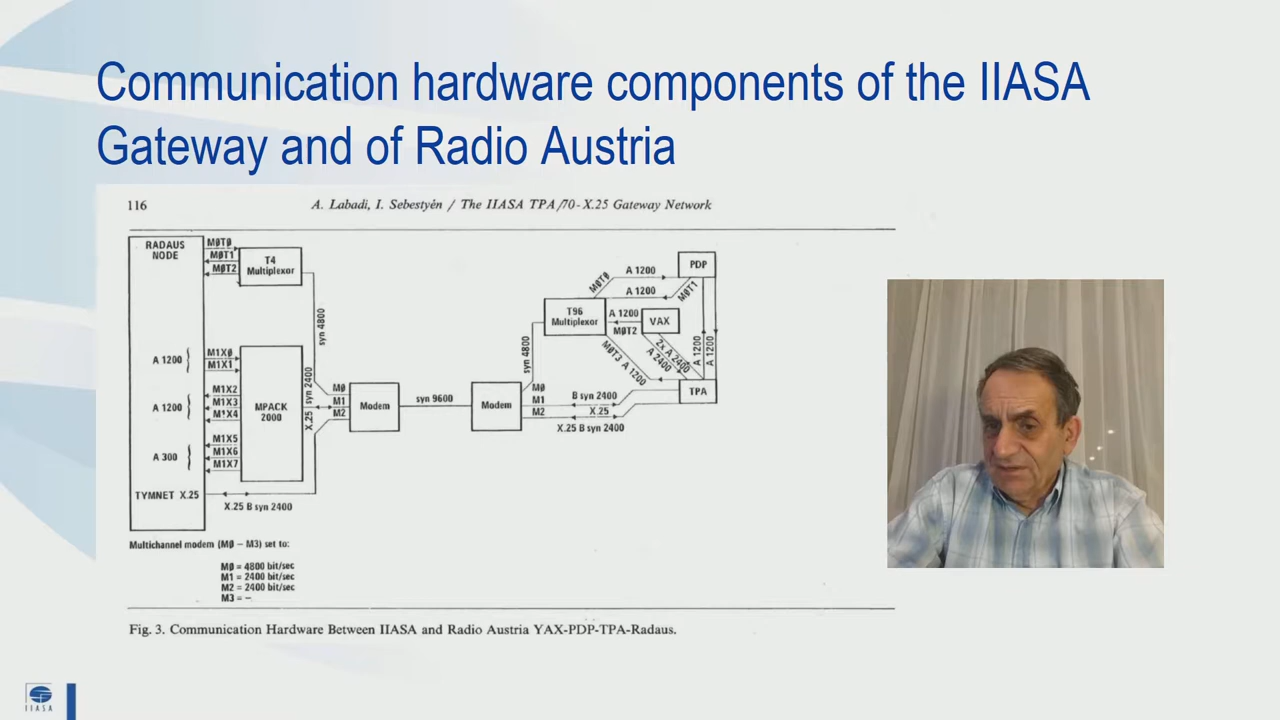 Communication hardware components of the IIASA
Gateway and of Radio Austria
116
A. Labadi, I. Sebestyén / The IIASA TPA/70-X.25 Gateway Network
RADAUS
NODE
MØTØ
MØT1
MØT2
T4
Multiplexor
syn 4800
A 1200
M1XØ
M1X1
A 1200
M1X2
M1X3
M1X4
A 300
M1X5
M1X6
M1X7
MPACK
2000
X.25 syn 2400
TYMNET X.25
X.25 B syn 2400
MØ
M1
M2
Modem
syn 9600
Modem
MØ
M1
M2
syn 4800
T96
Multiplexor
MØTØ
A 1200
A 1200
MØT1
PDP
A 1200
MØT2
VAX
MØT3 A 1200
2x A 2400
A 2400
A 1200
A 1200
TPA
B syn 2400
X.25
X.25 B syn 2400
Multichannel modem (MØ – M3) set to:
MØ = 4800 bit/sec
M1 = 2400 bit/sec
M2 = 2400 bit/sec
M3 = –
Fig. 3. Communication Hardware Between IIASA and Radio Austria YAX-PDP-TPA-Radaus.
IIASA